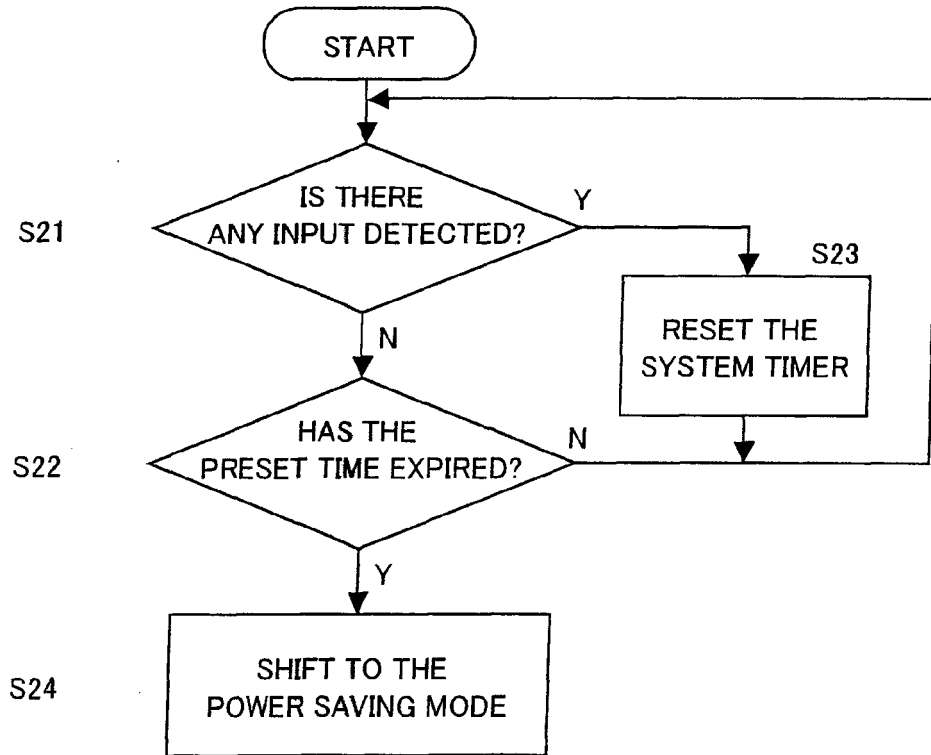 START
IS THERE
ANY INPUT DETECTED?
Y
S21
S23
RESET THE
SYSTEM TIMER
N
HAS THE
PRESET TIME EXPIRED?
N
S22
Y
SHIFT TO THE
POWER SAVING MODE
S24